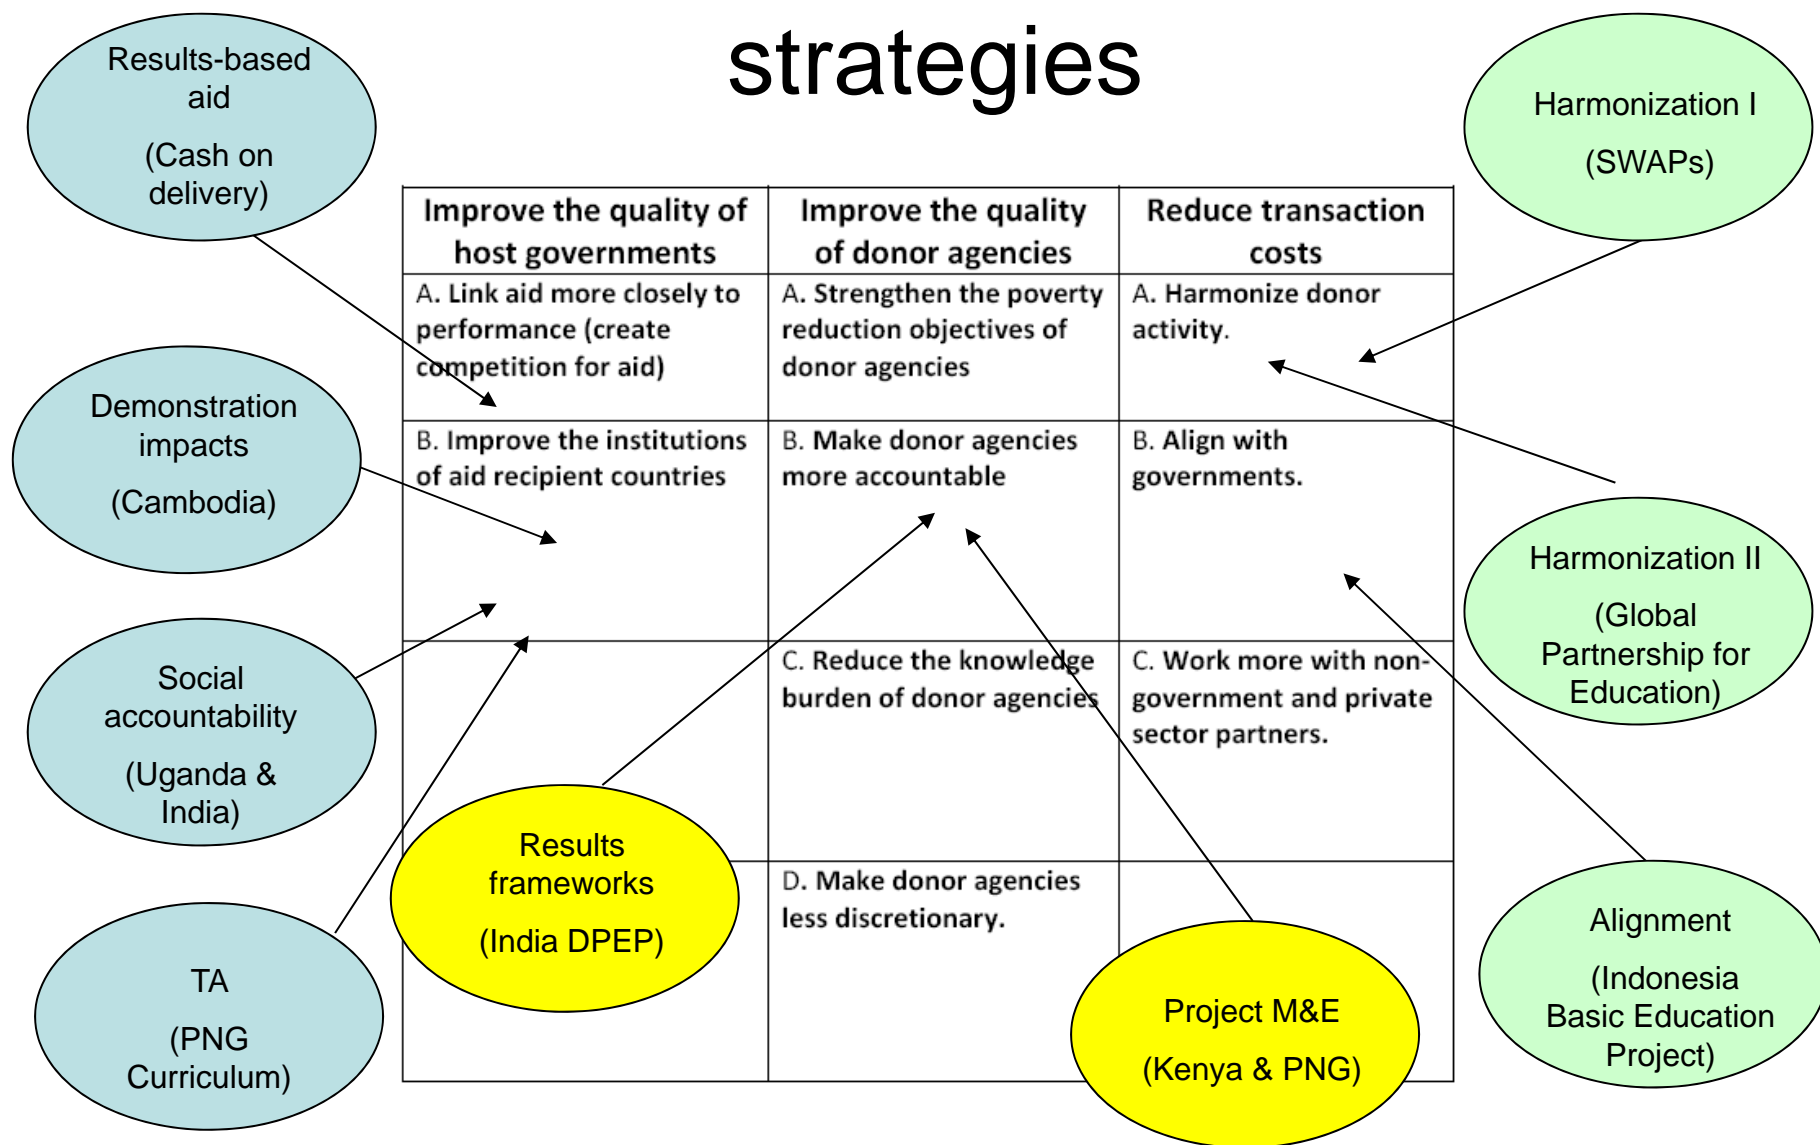 strategies
Results-based
aid
(Cash on
delivery)
Demonstration
impacts
(Cambodia)
Social
accountability
(Uganda &
India)
TA
(PNG
Curriculum)
Improve the quality of
host governments
Improve the quality
of donor agencies
Reduce transaction
costs
A. Link aid more closely to
performance (create
competition for aid)
A. Strengthen the poverty
reduction objectives of
donor agencies
A. Harmonize donor
activity.
B. Improve the institutions
of aid recipient countries
B. Make donor agencies
more accountable
B. Align with
governments.
C. Reduce the knowledge
burden of donor agencies
C. Work more with non-
government and private
sector partners.
D. Make donor agencies
less discretionary.
Results
frameworks
(India DPEP)
Project M&E
(Kenya & PNG)
Harmonization I
(SWAPs)
Harmonization II
(Global
Partnership for
Education)
Alignment
(Indonesia
Basic Education
Project)